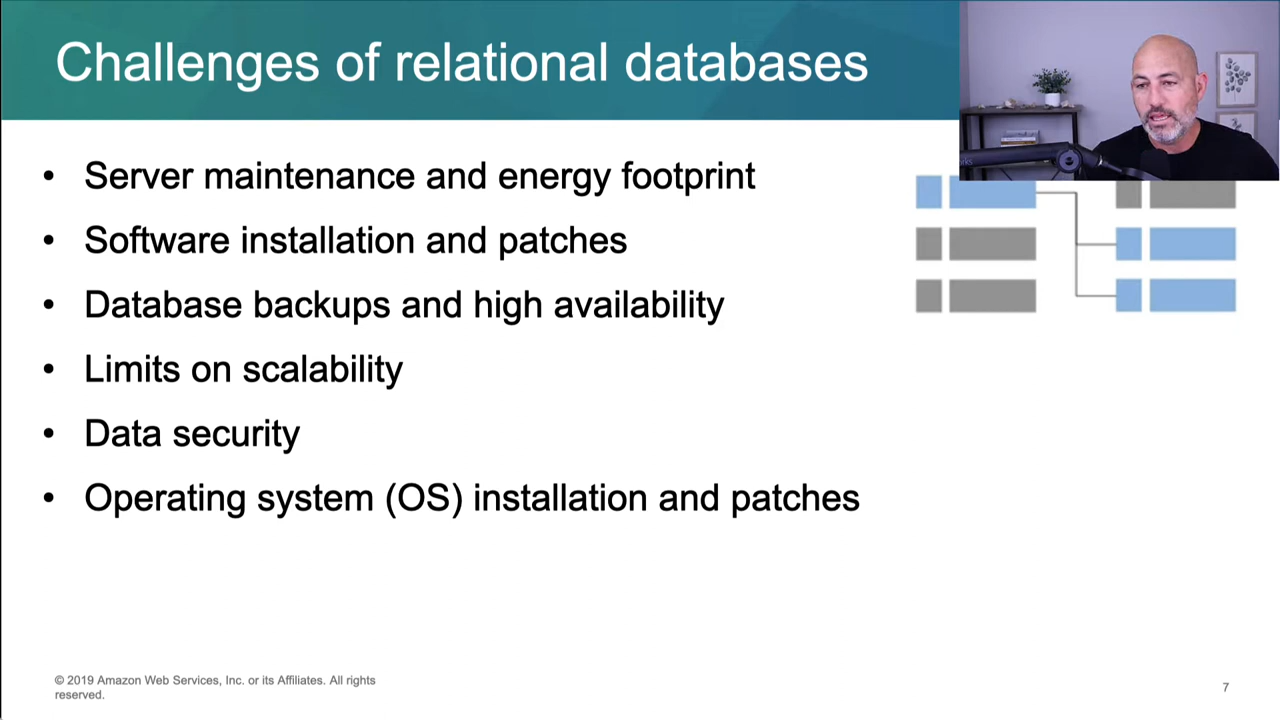 Challenges of relational databases
• Server maintenance and energy footprint
• Software installation and patches
• Database backups and high availability
• Limits on scalability
• Data security
• Operating system (OS) installation and patches
© 2019 Amazon Web Services, Inc. or its Affiliates. All rights
reserved.
7